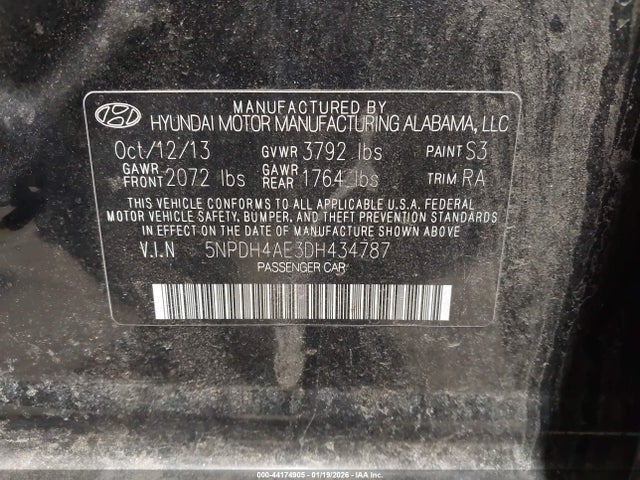 MANUFACTURED BY
HYUNDAI MOTOR MANUFACTURING ALABAMA, LLC
Oct/12/13 GVWR 3792 lbs PAINT S3
GAWR FRONT 2072 lbs GAWR REAR 1764 lbs TRIM RA
THIS VEHICLE CONFORMS TO ALL APPLICABLE U.S.A. FEDERAL
MOTOR VEHICLE SAFETY, BUMPER, AND THEFT PREVENTION STANDARDS
IN EFFECT ON THE DATE OF MANUFACTURE SHOWN ABOVE
V.I.N 5NPDH4AE3DH434787
PASSENGER CAR
000-44174905 - 01/19/2026 - IAA Inc.